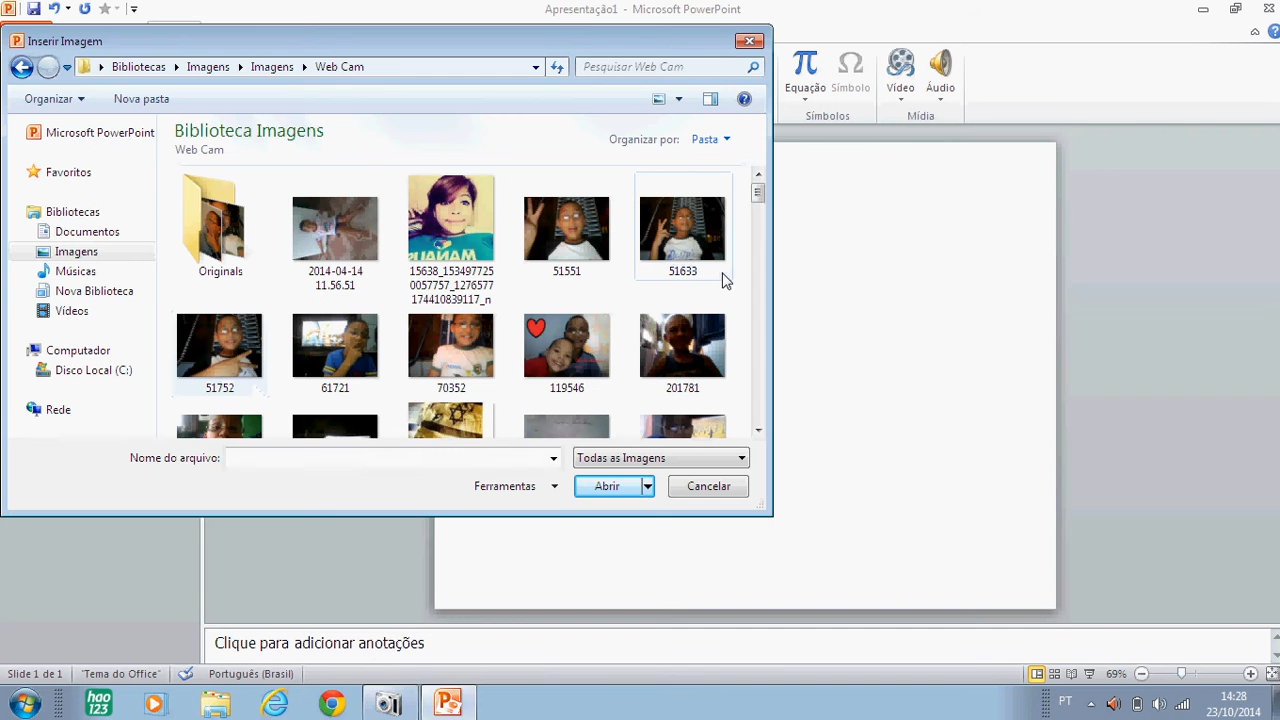 Apresentação1 - Microsoft PowerPoint
Inserir Imagem
Bibliotecas
Imagens
Imagens
Web Cam
Pesquisar Web Cam
Organizar
Nova pasta
Equação
Símbolo
Vídeo
Áudio
Símbolos
Mídia
Microsoft PowerPoint
Favoritos
Bibliotecas
Documentos
Imagens
Músicas
Nova Biblioteca
Vídeos
Computador
Disco Local (C:)
Rede
Biblioteca Imagens
Web Cam
Organizar por:
Pasta
MANAUS
Originals
2014-04-14
11.56.51
15638_153497725
0057757_1276577
174410839117_n
51551
51633
51752
61721
70352
119546
201781
Nome do arquivo:
Todas as Imagens
Ferramentas
Abrir
Cancelar
Clique para adicionar anotações
Slide 1 de 1
"Tema do Office"
Português (Brasil)
69%
hao
123
PT
14:28
23/10/2014